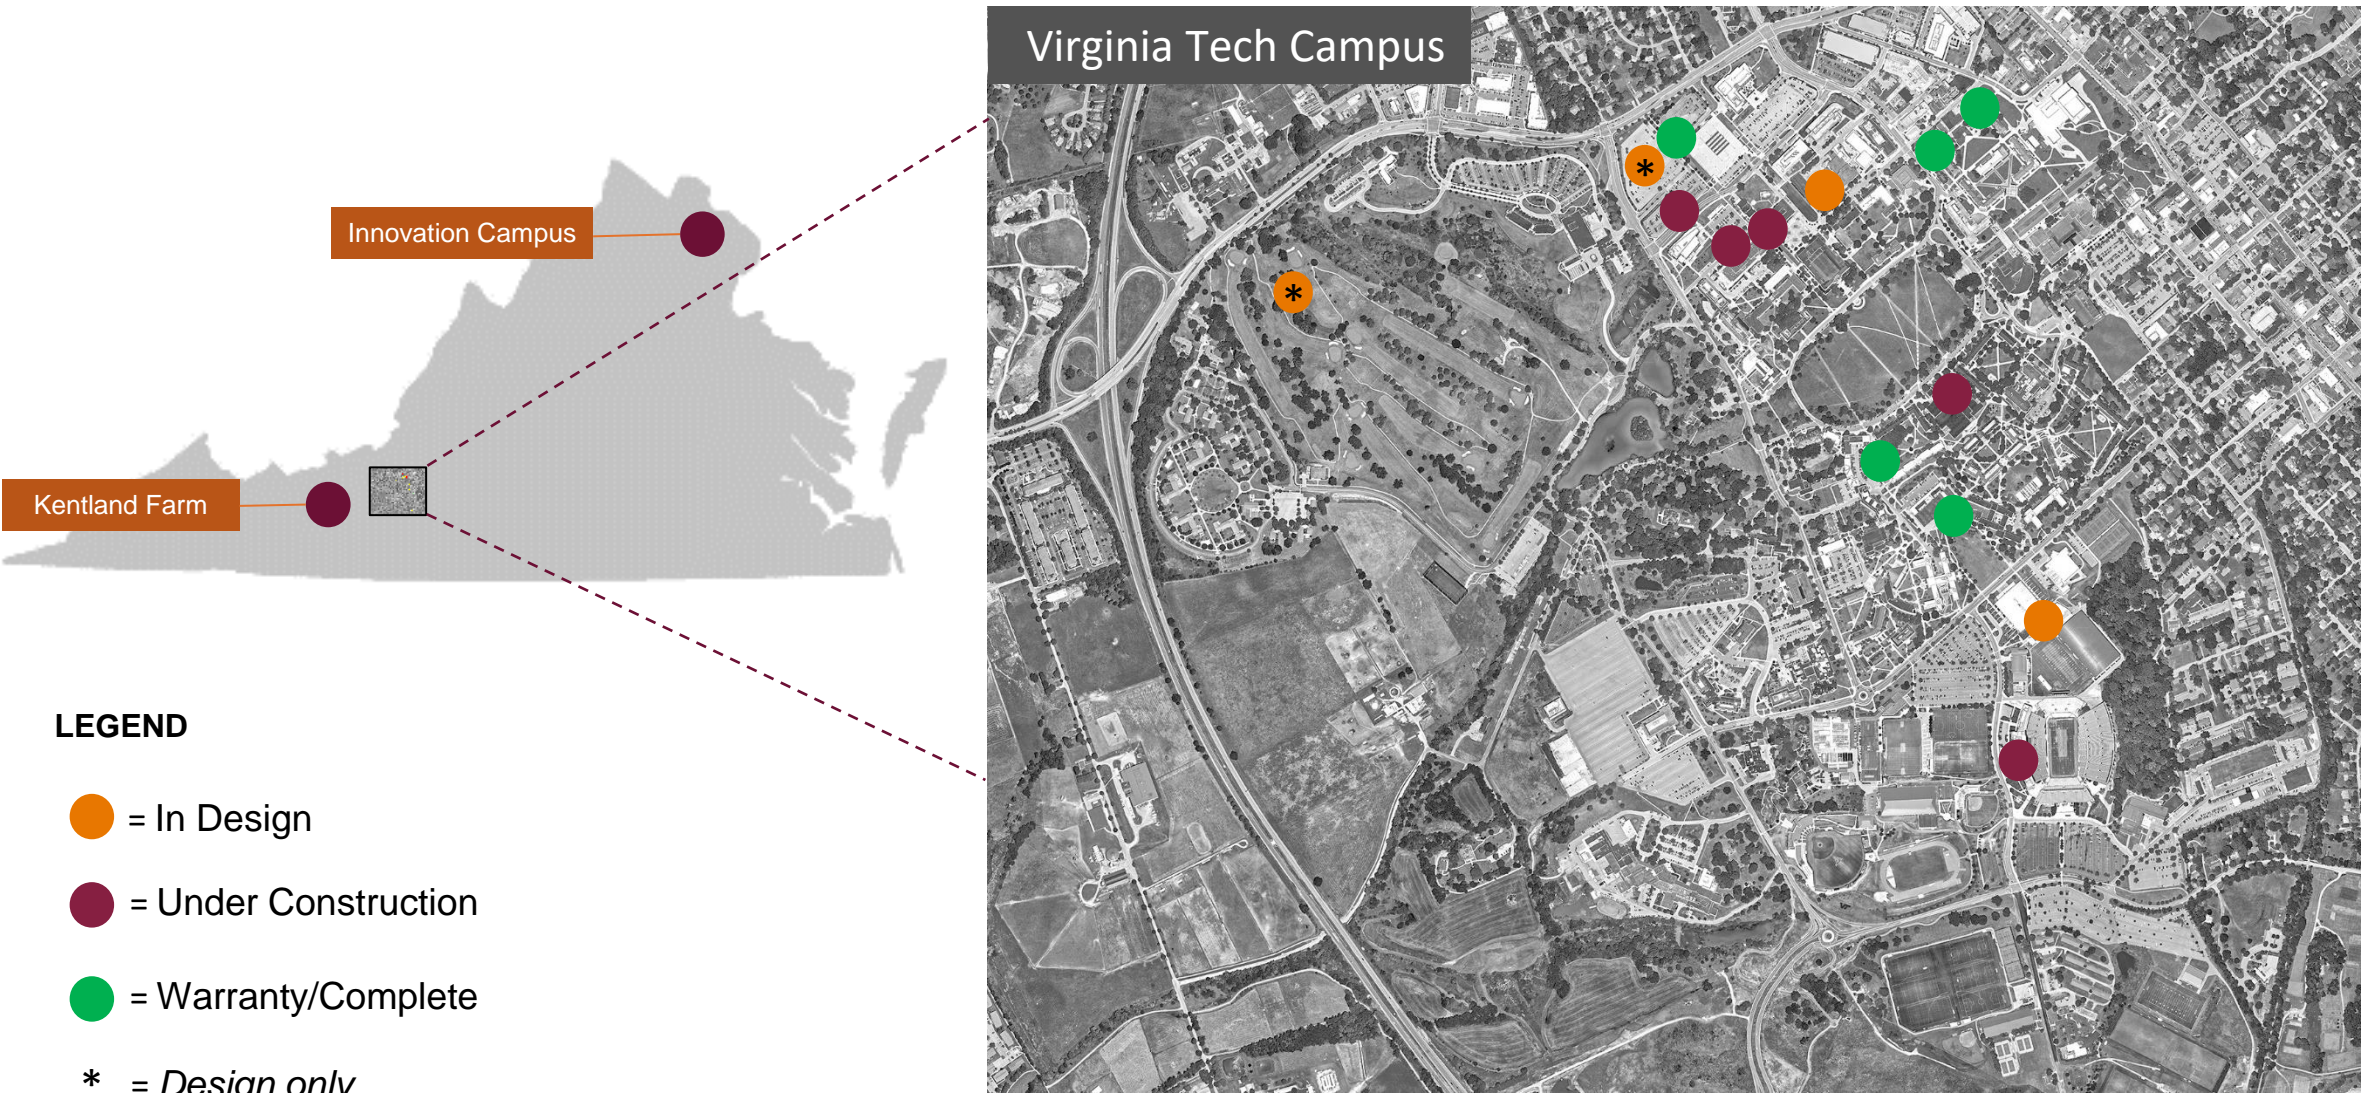 Virginia Tech Campus
Innovation Campus
Kentland Farm
LEGEND
= In Design
= Under Construction
= Warranty/Complete
* = Design only
*
*